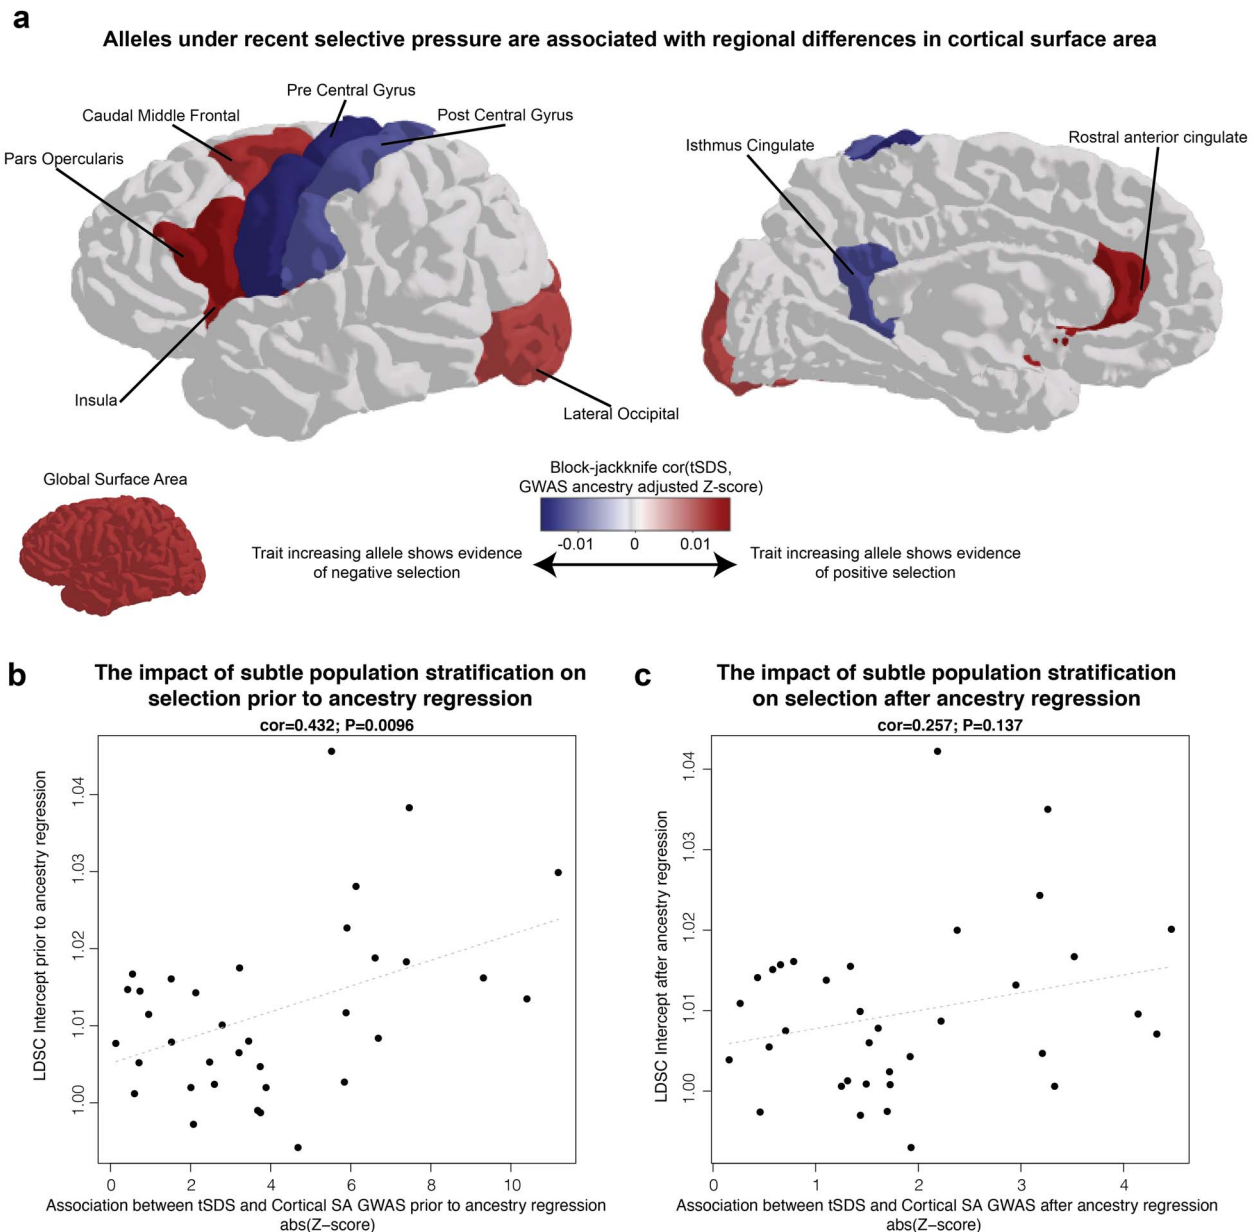 a
Alleles under recent selective pressure are associated with regional differences in cortical surface area
Pre Central Gyrus
Caudal Middle Frontal
Post Central Gyrus
Pars Opercularis
Isthmus Cingulate
Rostral anterior cingulate
Insula
Lateral Occipital
Global Surface Area
Block-jackknife cor(tSDS,
GWAS ancestry adjusted Z-score)
-0.01 0 0.01
Trait increasing allele shows evidence
of negative selection
Trait increasing allele shows evidence
of positive selection
b
The impact of subtle population stratification on
selection prior to ancestry regression
cor=0.432; P=0.0096
LDSC Intercept prior to ancestry regression
1.04
1.03
1.02
1.01
1.00
0 2 4 6 8 10
Association between tSDS and Cortical SA GWAS prior to ancestry regression
abs(Z−score)
c
The impact of subtle population stratification
on selection after ancestry regression
cor=0.257; P=0.137
LDSC Intercept after ancestry regression
1.04
1.03
1.02
1.01
1.00
0 1 2 3 4
Association between tSDS and Cortical SA GWAS after ancestry regression
abs(Z−score)